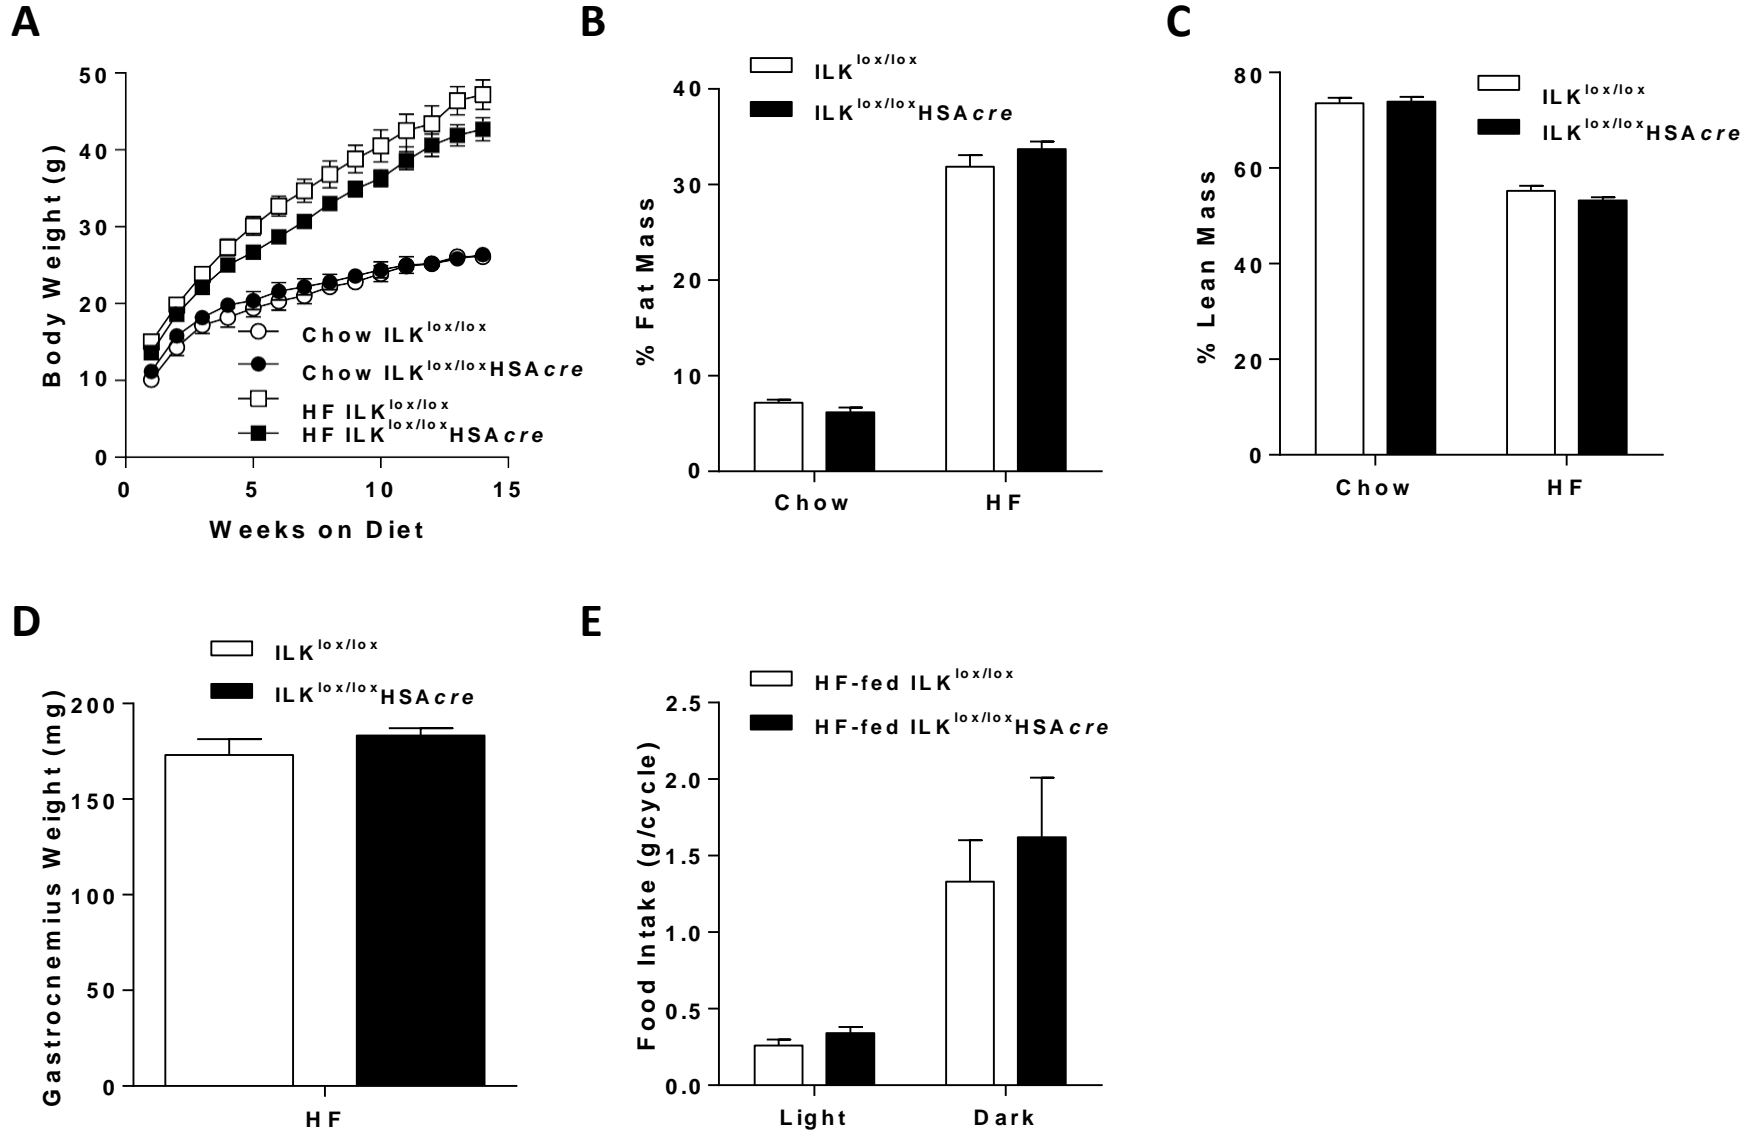 A
Body Weight (g)
50
40
30
20
10
0
0 5 10 15
Weeks on Diet
Chow ILK^lox/lox
Chow ILK^lox/lox HSAcre
HF ILK^lox/lox
HF ILK^lox/lox HSAcre
B
ILK^lox/lox
ILK^lox/lox HSAcre
% Fat Mass
40
30
20
10
0
Chow HF
C
ILK^lox/lox
ILK^lox/lox HSAcre
% Lean Mass
80
60
40
20
0
Chow HF
D
ILK^lox/lox
ILK^lox/lox HSAcre
Gastrocnemius Weight (mg)
200
150
100
50
0
HF
E
HF-fed ILK^lox/lox
HF-fed ILK^lox/lox HSAcre
Food Intake (g/cycle)
2.5
2.0
1.5
1.0
0.5
0.0
Light Dark